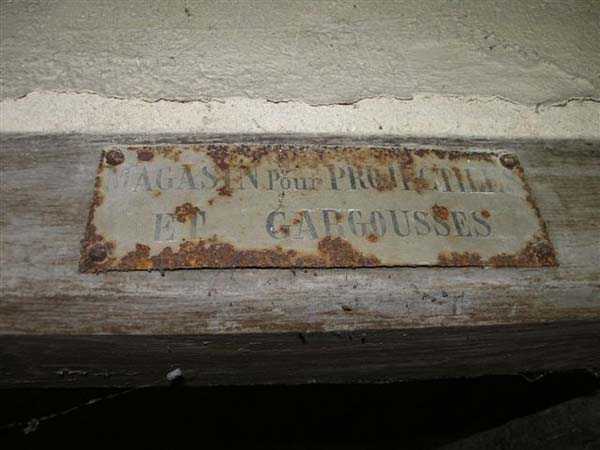 MAGASIN Pour PROJECTILES
ET GARGOUSSES